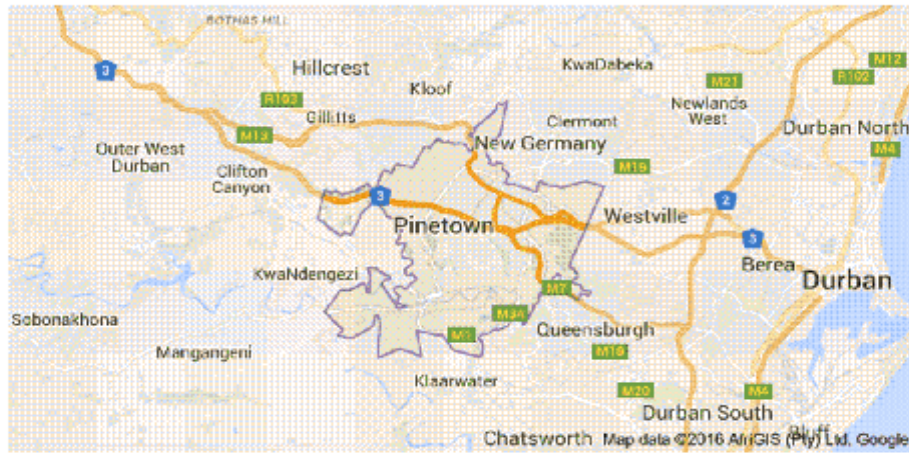 BOTHAS HILL
M12
3
Hillcrest
KwaDabeka
M21
R102
R103
Kloof
Newlands
West
Gillitts
Clermont
Durban North
M13
New Germany
M4
Outer West
Durban
M19
Clifton
Canyon
3
2
Pinetown
Westville
3
Berea
KwaNdengezi
Durban
M7
Sobonakhona
M34
Queensburgh
Mangangeni
M19
Klaarwater
M20
M4
Durban South
Bluff
Chatsworth
Map data ©2016 AfriGIS (Pty) Ltd, Google